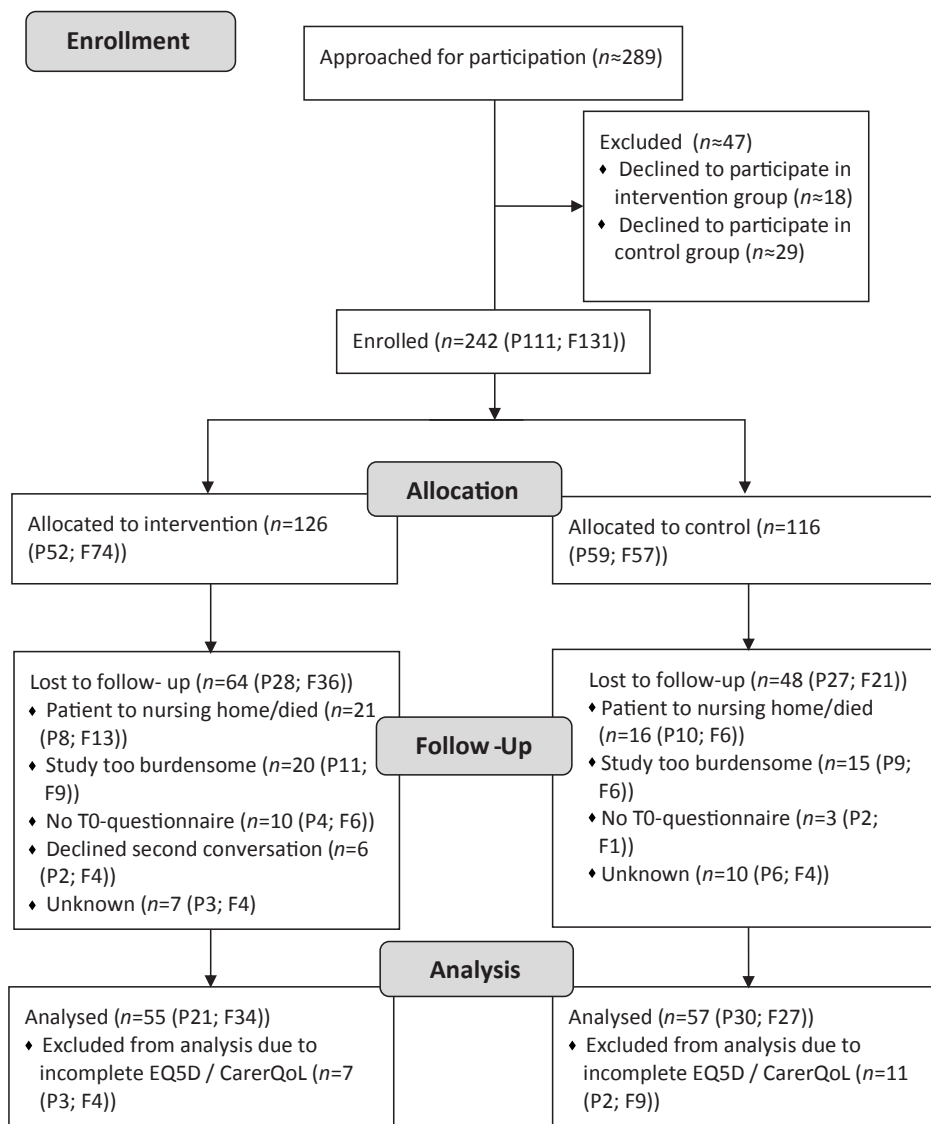 Enrollment
Approached for participation (n≈289)
Excluded (n≈47)
♦ Declined to participate in
intervention group (n≈18)
♦ Declined to participate in
control group (n≈29)
Enrolled (n=242 (P111; F131))
Allocation
Allocated to intervention (n=126
(P52; F74))
Allocated to control (n=116
(P59; F57))
Lost to follow- up (n=64 (P28; F36))
♦ Patient to nursing home/died (n=21
(P8; F13))
♦ Study too burdensome (n=20 (P11;
F9))
♦ No T0-questionnaire (n=10 (P4; F6))
♦ Declined second conversation (n=6
(P2; F4))
♦ Unknown (n=7 (P3; F4)
Follow -Up
Lost to follow-up (n=48 (P27; F21))
♦ Patient to nursing home/died
(n=16 (P10; F6))
♦ Study too burdensome (n=15 (P9;
F6))
♦ No T0-questionnaire (n=3 (P2;
F1))
♦ Unknown (n=10 (P6; F4))
Analysis
Analysed (n=55 (P21; F34))
♦ Excluded from analysis due to
incomplete EQ5D / CarerQoL (n=7
(P3; F4))
Analysed (n=57 (P30; F27))
♦ Excluded from analysis due to
incomplete EQ5D / CarerQoL (n=11
(P2; F9))